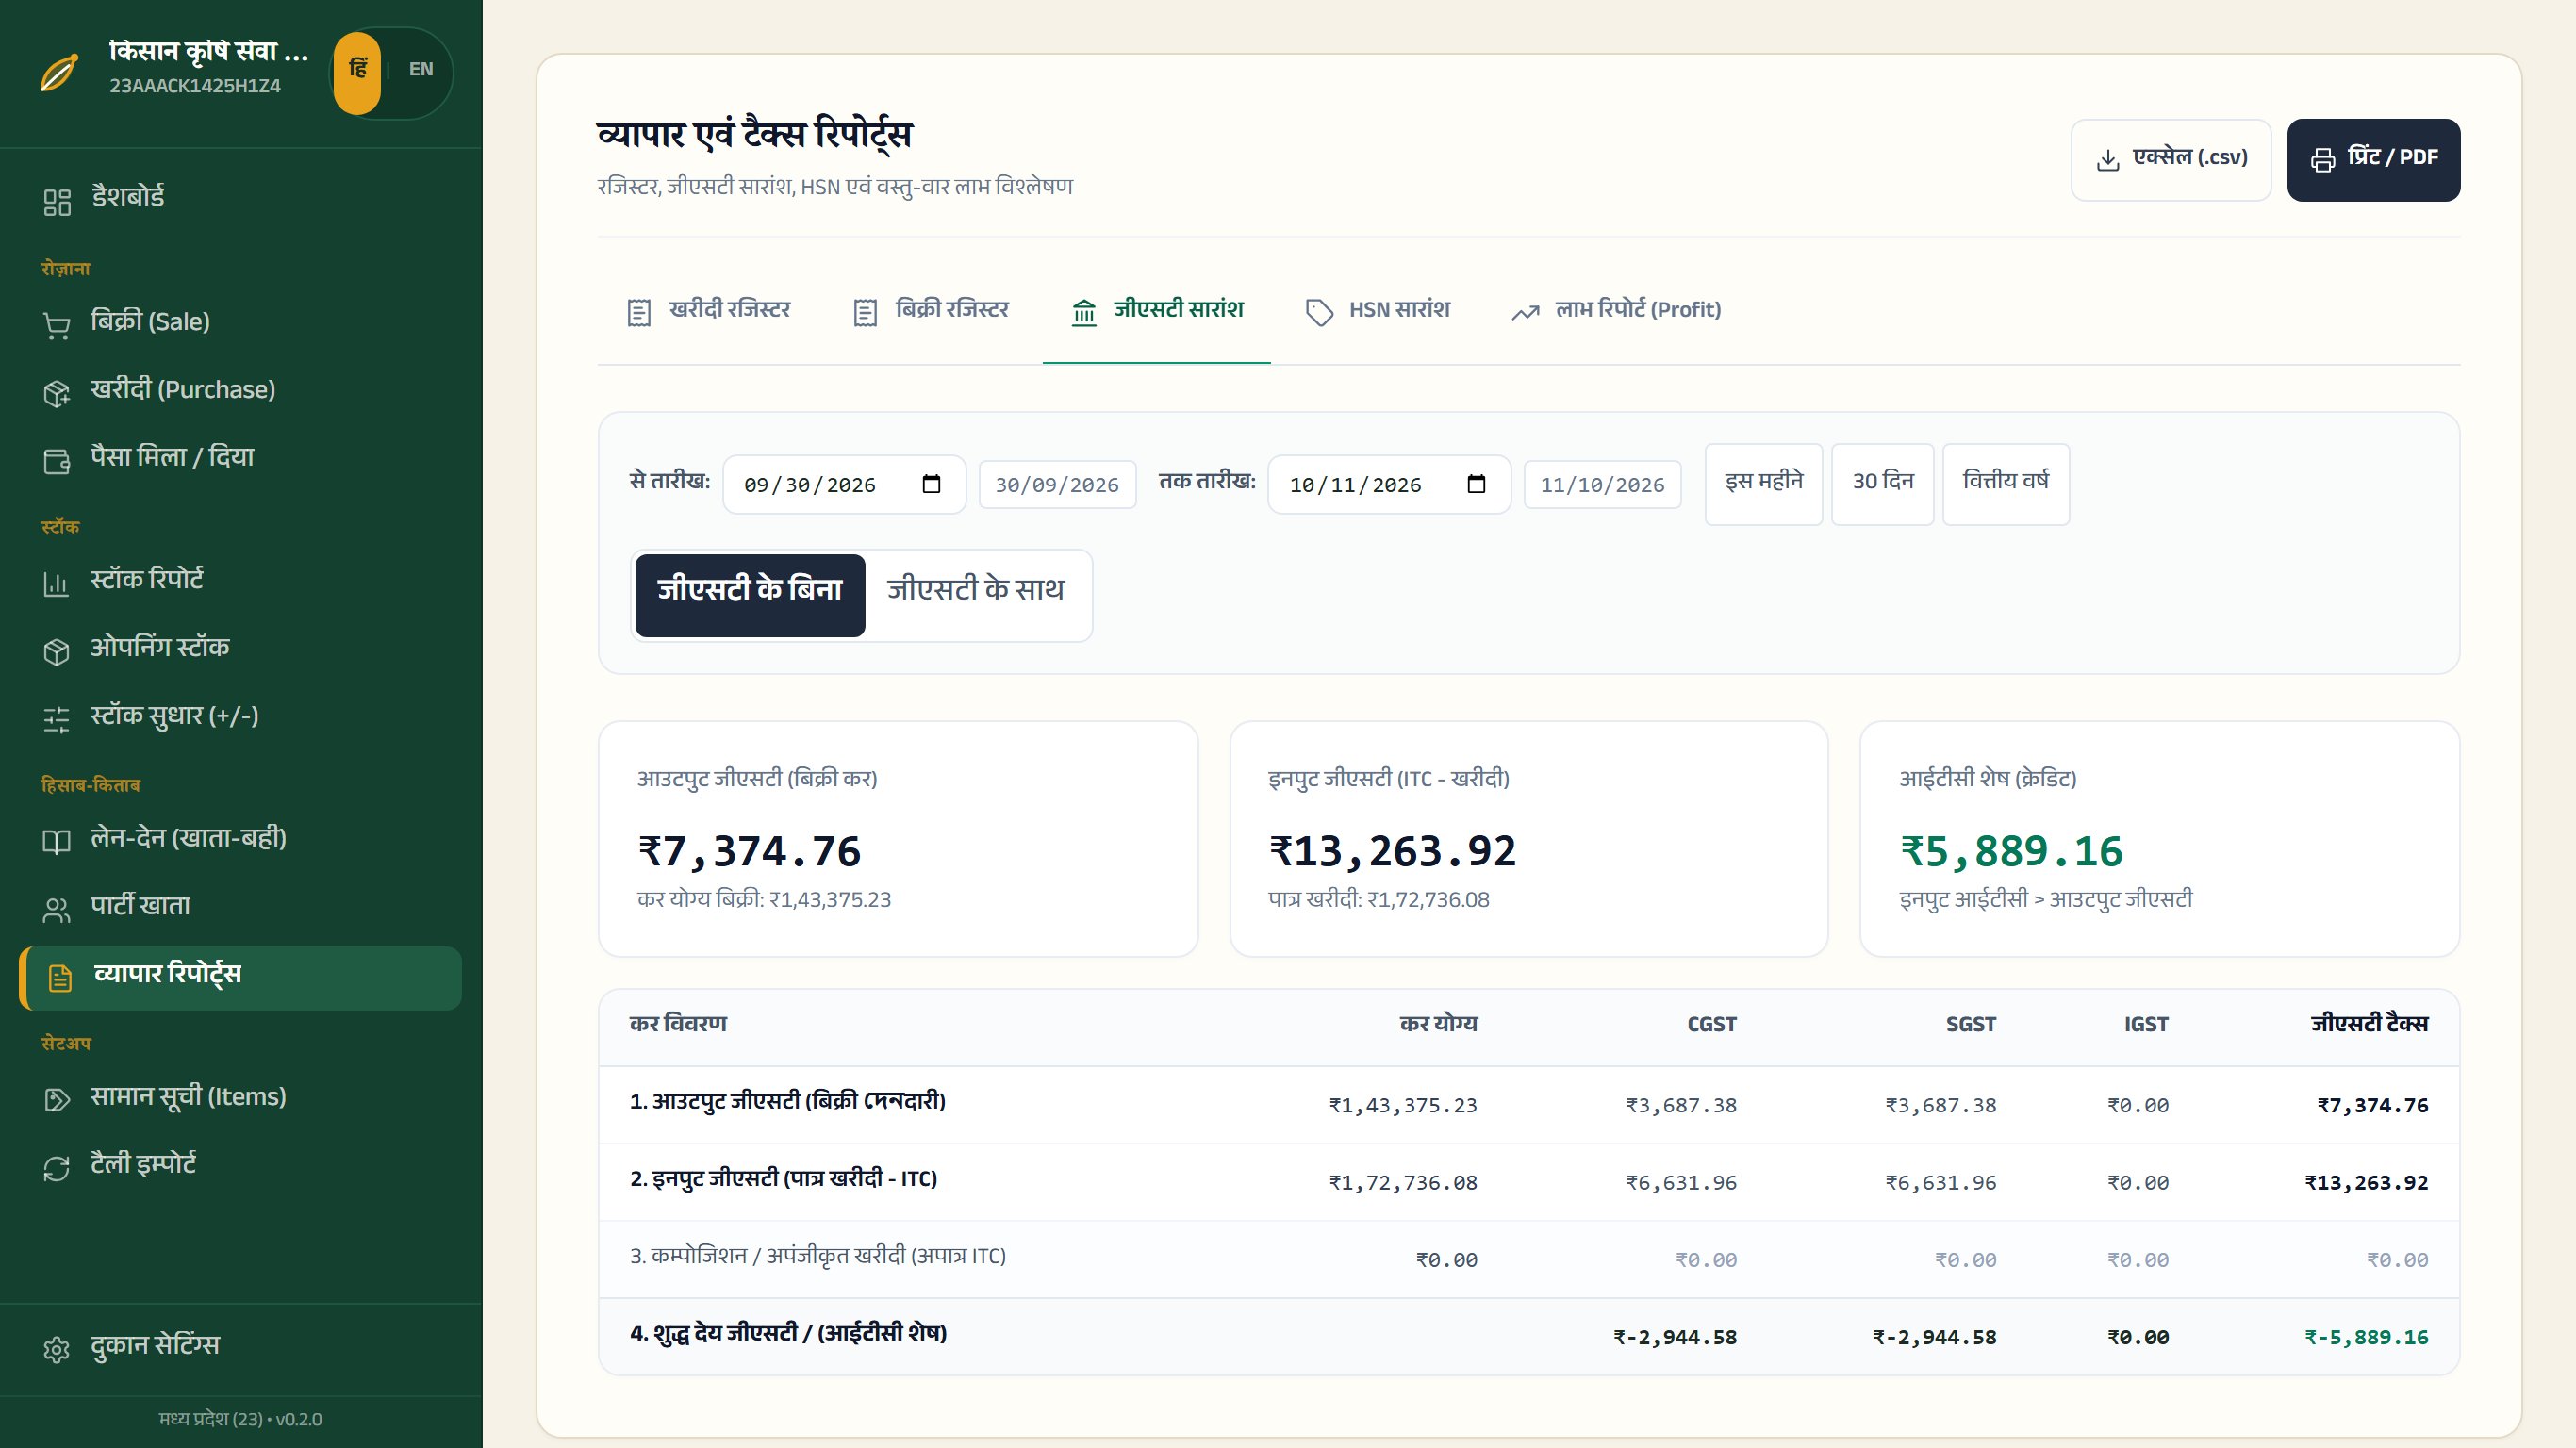 किसान कृषि सेवा ...
23AAACK1425H1Z4
हिं | EN
डैशबोर्ड
रोज़ाना
बिक्री (Sale)
खरीदी (Purchase)
पैसा मिला / दिया
स्टॉक
स्टॉक रिपोर्ट
ओपनिंग स्टॉक
स्टॉक सुधार (+/-)
हिसाब-किताब
लेन-देन (खाता-बही)
पार्टी खाता
व्यापार रिपोर्ट्स
सेटअप
सामान सूची (Items)
टैली इम्पोर्ट
दुकान सेटिंग्स
मध्य प्रदेश (23) • v0.2.0
व्यापार एवं टैक्स रिपोर्ट्स
रजिस्टर, जीएसटी सारांश, HSN एवं वस्तु-वार लाभ विश्लेषण
एक्सेल (.csv) प्रिंट / PDF
खरीदी रजिस्टर बिक्री रजिस्टर जीएसटी सारांश HSN सारांश लाभ रिपोर्ट (Profit)
से तारीख: 09/30/2026 30/09/2026 तक तारीख: 10/11/2026 11/10/2026 इस महीने 30 दिन वित्तीय वर्ष
जीएसटी के बिना जीएसटी के साथ
आउटपुट जीएसटी (बिक्री कर)
₹7,374.76
कर योग्य बिक्री: ₹1,43,375.23
इनपुट जीएसटी (ITC - खरीदी)
₹13,263.92
पात्र खरीदी: ₹1,72,736.08
आईटीसी शेष (क्रेडिट)
₹5,889.16
इनपुट आईटीसी > आउटपुट जीएसटी
कर विवरण कर योग्य CGST SGST IGST जीएसटी टैक्स
1. आउटपुट जीएसटी (बिक्री দেনदारी) ₹1,43,375.23 ₹3,687.38 ₹3,687.38 ₹0.00 ₹7,374.76
2. इनपुट जीएसटी (पात्र खरीदी - ITC) ₹1,72,736.08 ₹6,631.96 ₹6,631.96 ₹0.00 ₹13,263.92
3. कम्पोजिशन / अपंजीकृत खरीदी (अपात्र ITC) ₹0.00 ₹0.00 ₹0.00 ₹0.00 ₹0.00
4. शुद्ध देय जीएसटी / (आईटीसी शेष) ₹-2,944.58 ₹-2,944.58 ₹0.00 ₹-5,889.16